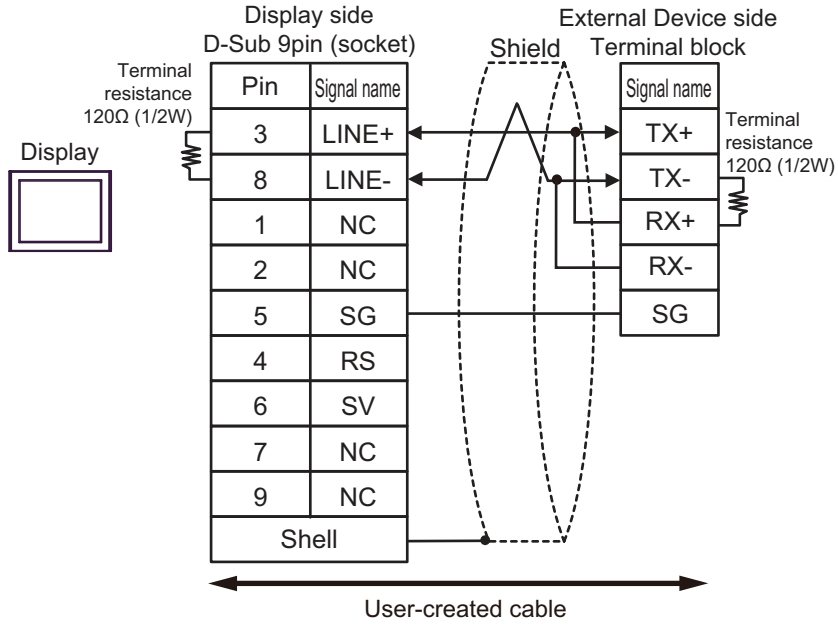 Display side
D-Sub 9pin (socket)
External Device side
Terminal block
Shield
Terminal
resistance
120Ω (1/2W)
Display
Pin Signal name
3 LINE+
8 LINE-
1 NC
2 NC
5 SG
4 RS
6 SV
7 NC
9 NC
Shell
Signal name
TX+
TX-
RX+
RX-
SG
Terminal
resistance
120Ω (1/2W)
User-created cable